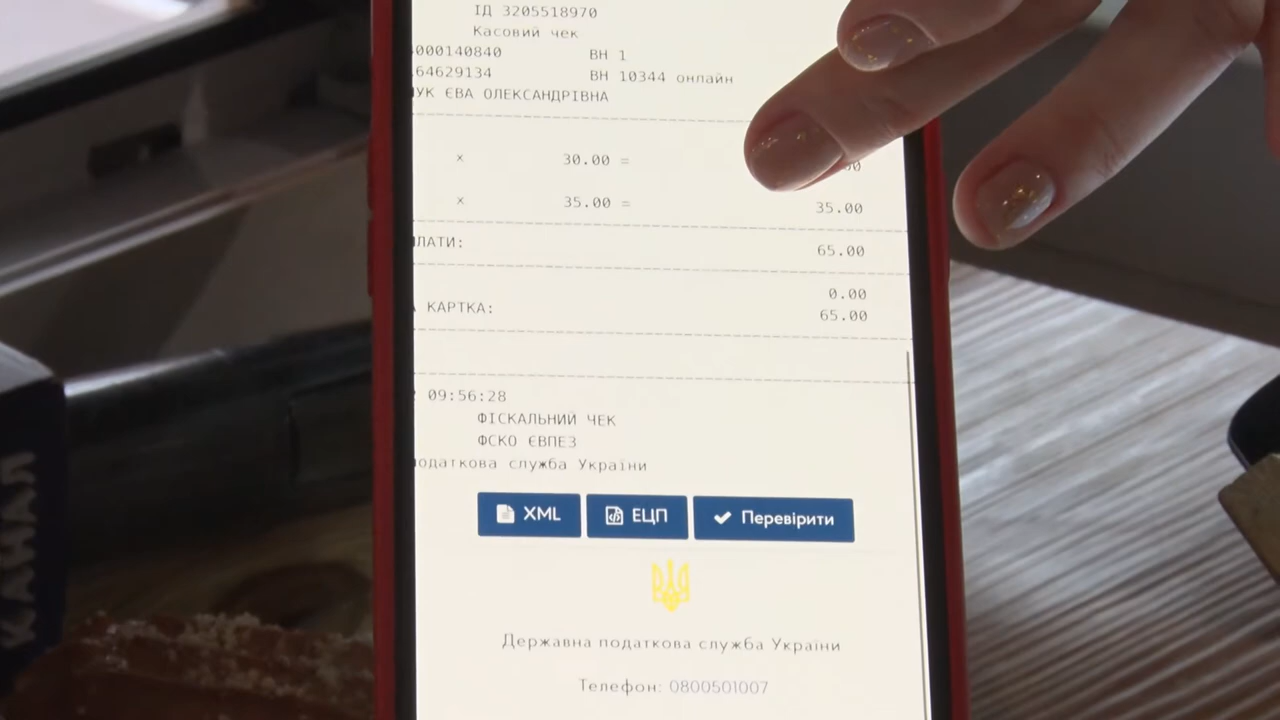 ІД 3205518970
Касовий чек
000140840 ВН 1
64629134 ВН 10344 онлайн
УК ЄВА ОЛЕКСАНДРІВНА
× 30.00 =
× 35.00 = 35.00
ЛАТИ: 65.00
0.00
КАРТКА: 65.00
09:56:28
ФІСКАЛЬНИЙ ЧЕК
ФСКО ЄВПЕЗ
податкова служба України
XML ЕЦП Перевірити
Державна податкова служба України
Телефон: 0800501007
КАНАЛ